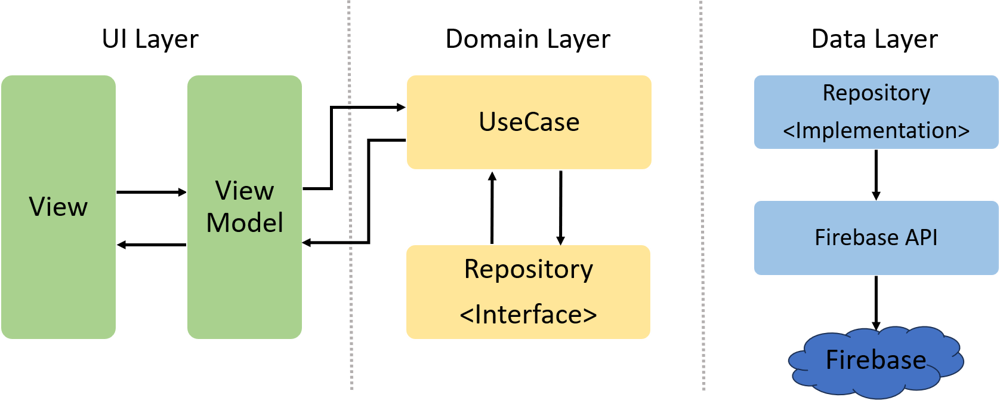 UI Layer
Domain Layer
Data Layer
View
View
Model
UseCase
Repository
<Interface>
Repository
<Implementation>
Firebase API
Firebase